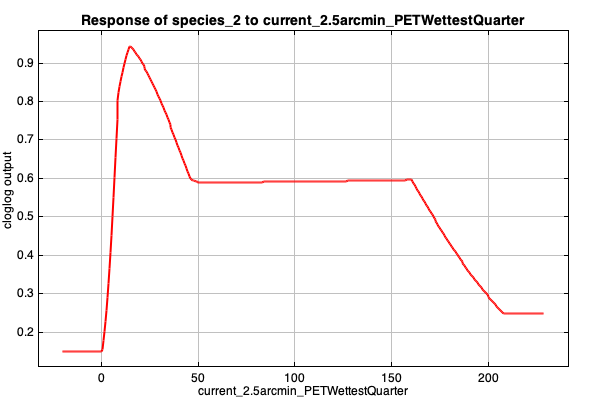 Response of species_2 to current_2.5arcmin_PETWettestQuarter
cloglog output
0.9
0.8
0.7
0.6
0.5
0.4
0.3
0.2
0 50 100 150 200
current_2.5arcmin_PETWettestQuarter